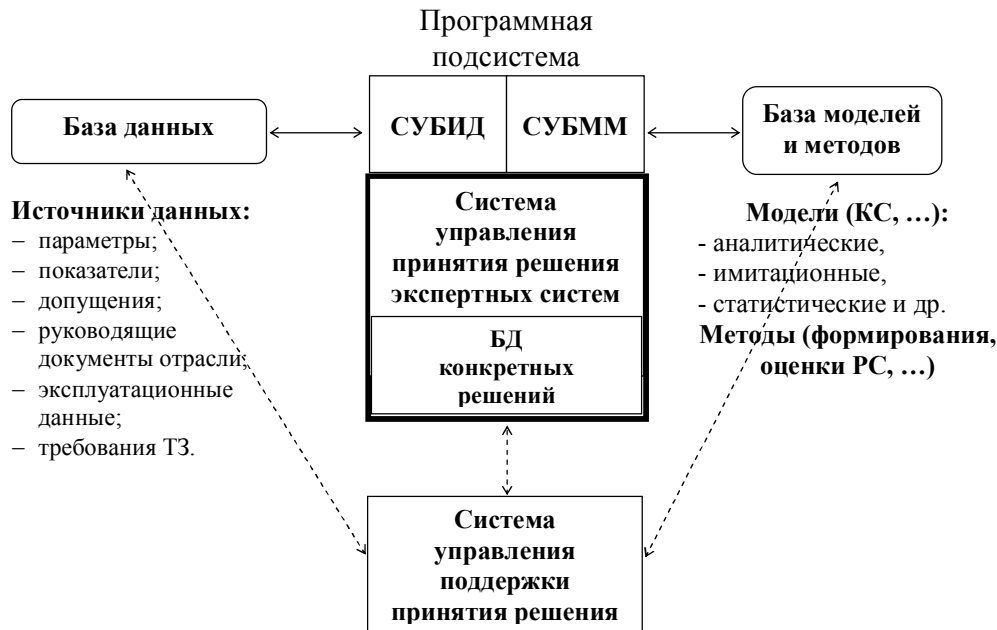 Программная
подсистема
База данных
СУБИД
СУБММ
База моделей
и методов
Источники данных:
– параметры;
– показатели;
– допущения;
– руководящие
документы отрасли;
– эксплуатационные
данные;
– требования ТЗ.
Система
управления
принятия решения
экспертных систем
БД
конкретных
решений
Модели (КС, …):
- аналитические,
- имитационные,
- статистические и др.
Методы (формирования,
оценки РС, …)
Система
управления
поддержки
принятия решения